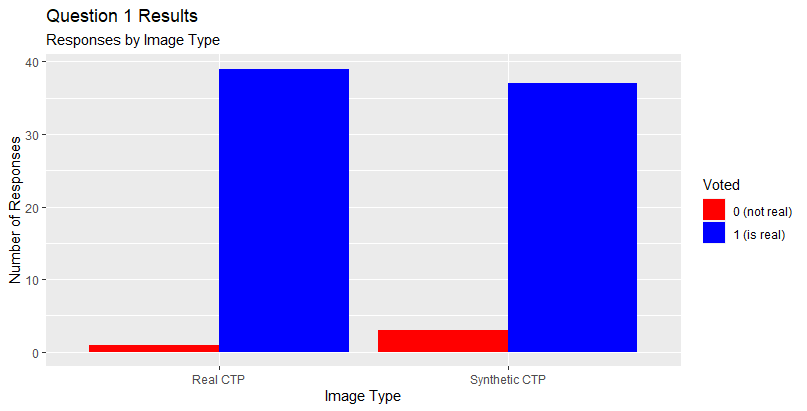 Question 1 Results
Responses by Image Type
Number of Responses
40
30
20
10
0
Real CTP
Synthetic CTP
Image Type
Voted
0 (not real)
1 (is real)